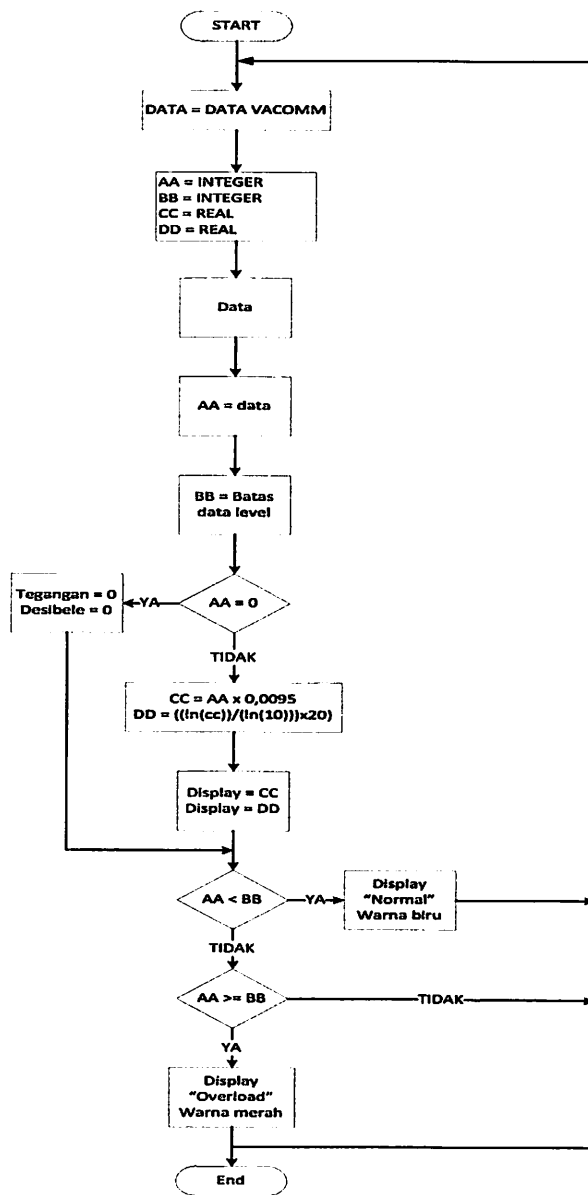 START
DATA = DATA VACOMM
AA = INTEGER
BB = INTEGER
CC = REAL
DD = REAL
Data
AA = data
BB = Batas
data level
AA = 0
YA
Tegangan = 0
Desibele = 0
TIDAK
CC = AA x 0,0095
DD = ((ln(cc))/(ln(10)))x20)
Display = CC
Display = DD
AA < BB
YA
Display
“Normal”
Warna biru
TIDAK
AA >= BB
TIDAK
YA
Display
“Overload”
Warna merah
End